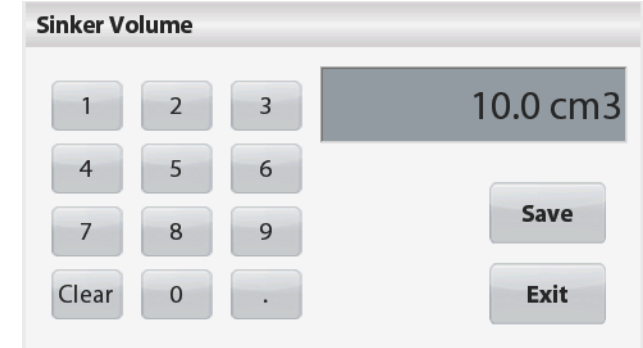 Sinker Volume
10.0 cm3
1 2 3
4 5 6
7 8 9
Clear 0 .
Save
Exit